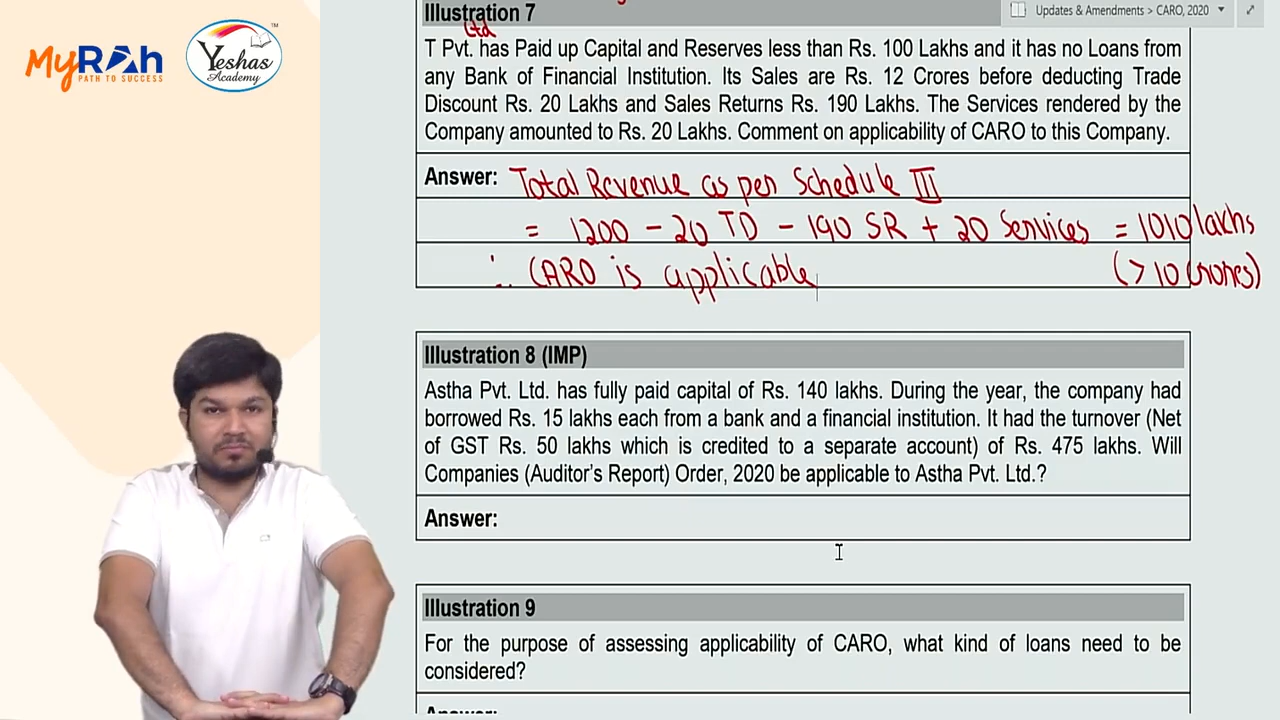 MyRAh
PATH TO SUCCESS
Yeshas
Academy
TM
Updates & Amendments > CARO, 2020
Illustration 7
Ltd
T Pvt. has Paid up Capital and Reserves less than Rs. 100 Lakhs and it has no Loans from
any Bank of Financial Institution. Its Sales are Rs. 12 Crores before deducting Trade
Discount Rs. 20 Lakhs and Sales Returns Rs. 190 Lakhs. The Services rendered by the
Company amounted to Rs. 20 Lakhs. Comment on applicability of CARO to this Company.
Answer: Total Revenue as per Schedule III
= 1200 - 20 TD - 190 SR + 20 Services = 1010 lakhs
∴ CARO is applicable (> 10 Crores)
Illustration 8 (IMP)
Astha Pvt. Ltd. has fully paid capital of Rs. 140 lakhs. During the year, the company had
borrowed Rs. 15 lakhs each from a bank and a financial institution. It had the turnover (Net
of GST Rs. 50 lakhs which is credited to a separate account) of Rs. 475 lakhs. Will
Companies (Auditor's Report) Order, 2020 be applicable to Astha Pvt. Ltd.?
Answer:
Illustration 9
For the purpose of assessing applicability of CARO, what kind of loans need to be
considered?
Answer: